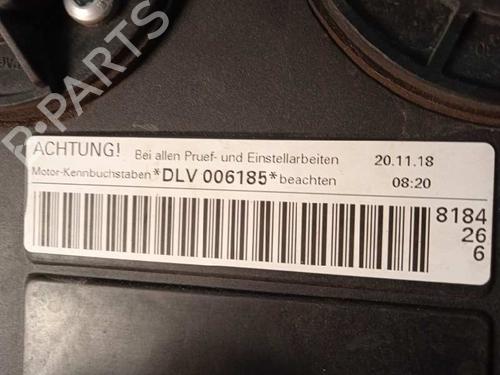 ACHTUNG! Bei allen Pruef- und Einstellarbeiten 20.11.18
Motor-Kennbuchstaben *DLV 006185* beachten 08:20
8184
26
6
B-PARTS